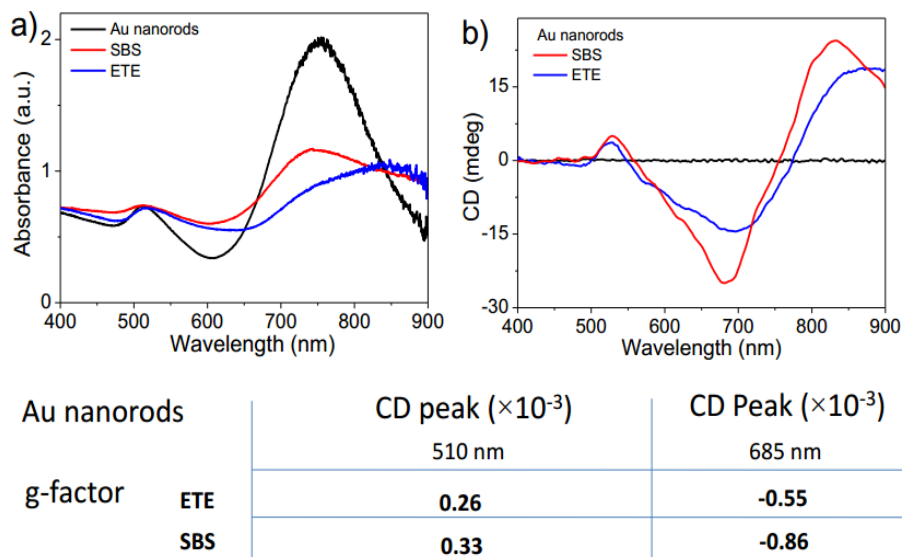 a)
Au nanorods
SBS
ETE
2
1
0
Absorbance (a.u.)
400 500 600 700 800 900
Wavelength (nm)
b)
Au nanorods
SBS
ETE
15
0
-15
-30
CD (mdeg)
400 500 600 700 800 900
Wavelength (nm)
Au nanorods CD peak (×10-3) CD Peak (×10-3)
510 nm 685 nm
g-factor ETE 0.26 -0.55
SBS 0.33 -0.86